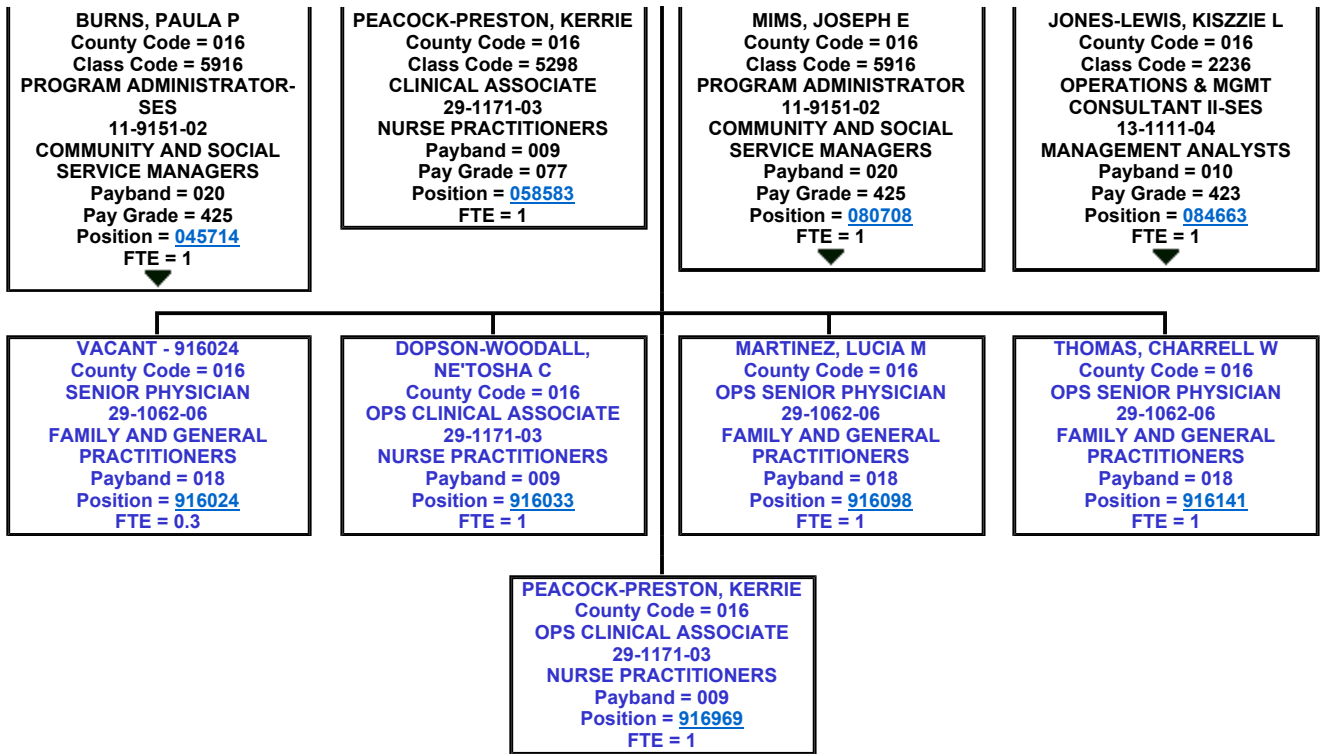 BURNS, PAULA P
County Code = 016
Class Code = 5916
PROGRAM ADMINISTRATOR-
SES
11-9151-02
COMMUNITY AND SOCIAL
SERVICE MANAGERS
Payband = 020
Pay Grade = 425
Position = 045714
FTE = 1
PEACOCK-PRESTON, KERRIE
County Code = 016
Class Code = 5298
CLINICAL ASSOCIATE
29-1171-03
NURSE PRACTITIONERS
Payband = 009
Pay Grade = 077
Position = 058583
FTE = 1
MIMS, JOSEPH E
County Code = 016
Class Code = 5916
PROGRAM ADMINISTRATOR
11-9151-02
COMMUNITY AND SOCIAL
SERVICE MANAGERS
Payband = 020
Pay Grade = 425
Position = 080708
FTE = 1
JONES-LEWIS, KISZZIE L
County Code = 016
Class Code = 2236
OPERATIONS & MGMT
CONSULTANT II-SES
13-1111-04
MANAGEMENT ANALYSTS
Payband = 010
Pay Grade = 423
Position = 084663
FTE = 1
VACANT - 916024
County Code = 016
SENIOR PHYSICIAN
29-1062-06
FAMILY AND GENERAL
PRACTITIONERS
Payband = 018
Position = 916024
FTE = 0.3
DOPSON-WOODALL,
NE'TOSHA C
County Code = 016
OPS CLINICAL ASSOCIATE
29-1171-03
NURSE PRACTITIONERS
Payband = 009
Position = 916033
FTE = 1
MARTINEZ, LUCIA M
County Code = 016
OPS SENIOR PHYSICIAN
29-1062-06
FAMILY AND GENERAL
PRACTITIONERS
Payband = 018
Position = 916098
FTE = 1
THOMAS, CHARRELL W
County Code = 016
OPS SENIOR PHYSICIAN
29-1062-06
FAMILY AND GENERAL
PRACTITIONERS
Payband = 018
Position = 916141
FTE = 1
PEACOCK-PRESTON, KERRIE
County Code = 016
OPS CLINICAL ASSOCIATE
29-1171-03
NURSE PRACTITIONERS
Payband = 009
Position = 916969
FTE = 1